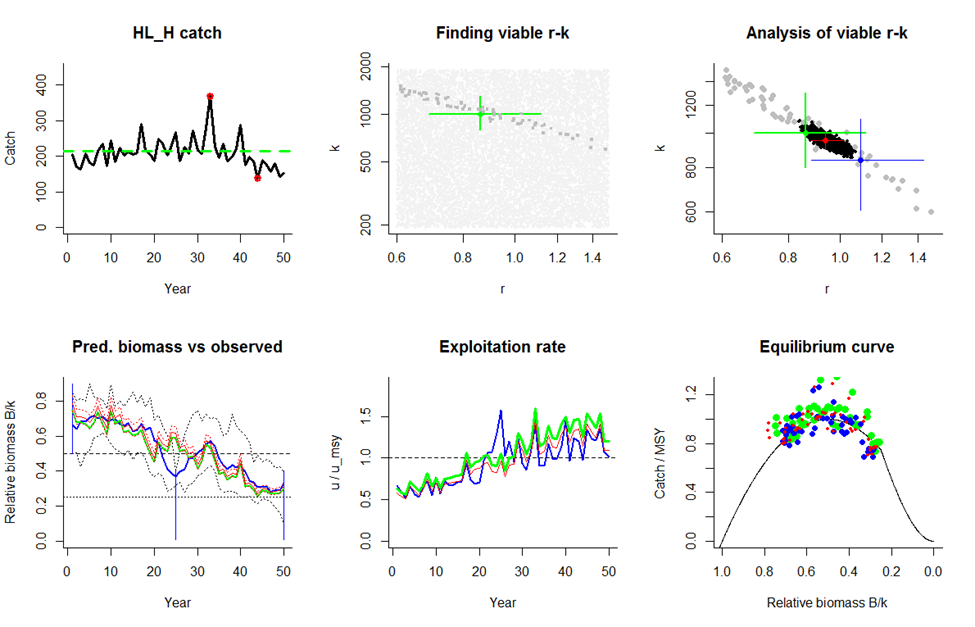 HL_H catch
Finding viable r-k
Analysis of viable r-k
Catch
0 100 200 300 400
0 10 20 30 40 50
Year
k
200 500 1000 2000
0.6 0.8 1.0 1.2 1.4
r
k
600 800 1200
0.6 0.8 1.0 1.2 1.4
r
Pred. biomass vs observed
Exploitation rate
Equilibrium curve
Relative biomass B/k
0.0 0.2 0.4 0.6 0.8
0 10 20 30 40 50
Year
u / u_msy
0.0 0.5 1.0 1.5
0 10 20 30 40 50
Year
Catch / MSY
0.0 0.4 0.8 1.2
1.0 0.8 0.6 0.4 0.2 0.0
Relative biomass B/k